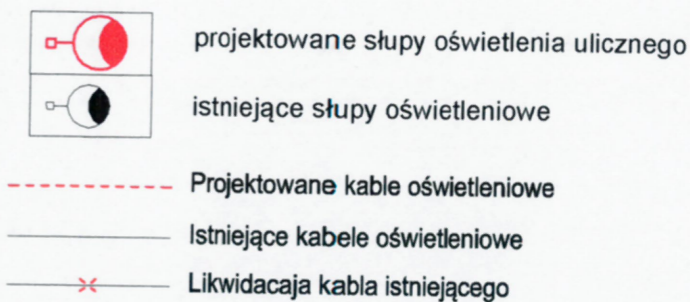 projektowane słupy oświetlenia ulicznego
istniejące słupy oświetleniowe
Projektowane kable oświetleniowe
Istniejące kabele oświetleniowe
Likwidacaja kabla istniejącego